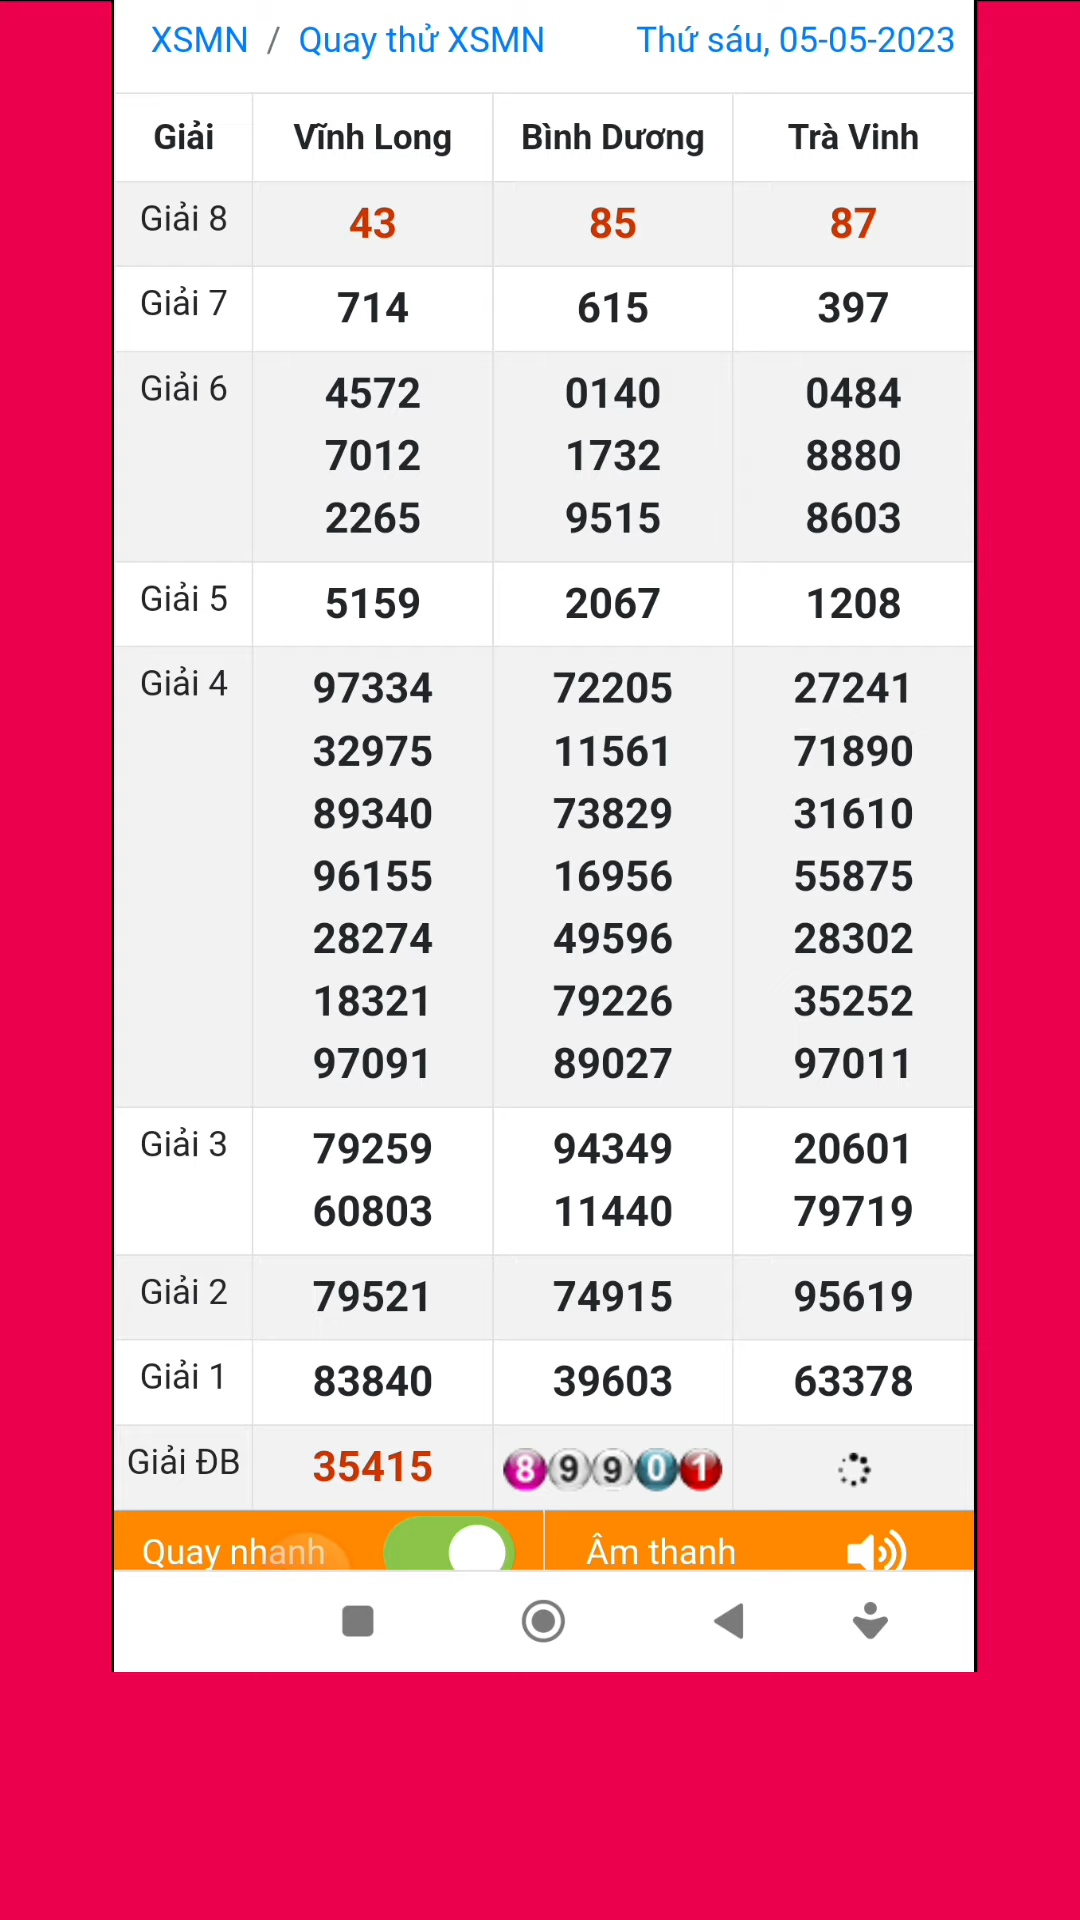 XSMN / Quay thử XSMN Thứ sáu, 05-05-2023
Giải Vĩnh Long Bình Dương Trà Vinh
Giải 8 43 85 87
Giải 7 714 615 397
Giải 6 4572 0140 0484
7012 1732 8880
2265 9515 8603
Giải 5 5159 2067 1208
Giải 4 97334 72205 27241
32975 11561 71890
89340 73829 31610
96155 16956 55875
28274 49596 28302
18321 79226 35252
97091 89027 97011
Giải 3 79259 94349 20601
60803 11440 79719
Giải 2 79521 74915 95619
Giải 1 83840 39603 63378
Giải ĐB 35415 89901
Quay nhanh Âm thanh